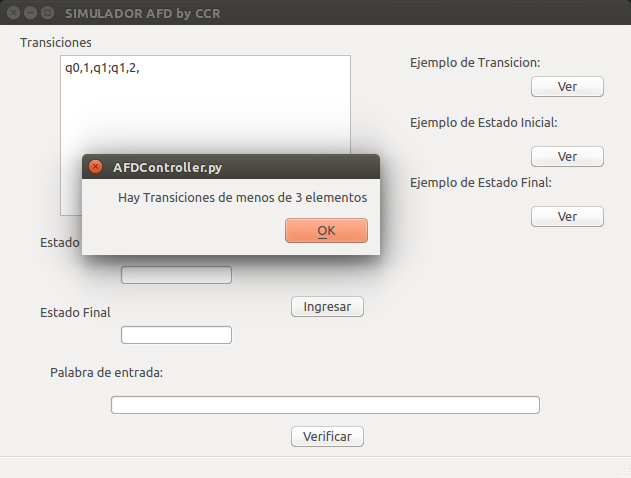 SIMULADOR AFD by CCR
Transiciones
q0,1,q1;q1,2,
Ejemplo de Transicion:
Ver
Ejemplo de Estado Inicial:
Ver
Ejemplo de Estado Final:
Ver
AFDController.py
Hay Transiciones de menos de 3 elementos
OK
Estado
Ingresar
Estado Final
Palabra de entrada:
Verificar